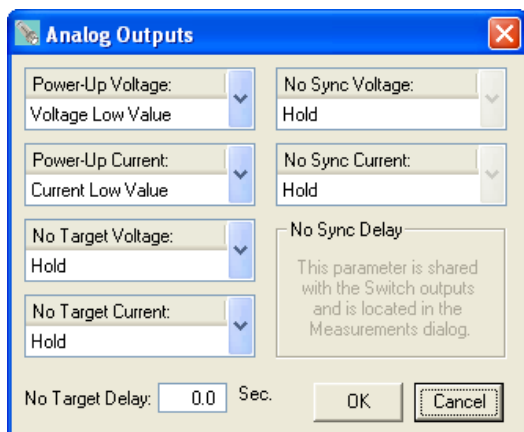 Analog Outputs
Power-Up Voltage:
Voltage Low Value
Power-Up Current:
Current Low Value
No Target Voltage:
Hold
No Target Current:
Hold
No Target Delay: 0.0 Sec.
No Sync Voltage:
Hold
No Sync Current:
Hold
No Sync Delay
This parameter is shared
with the Switch outputs
and is located in the
Measurements dialog.
OK Cancel